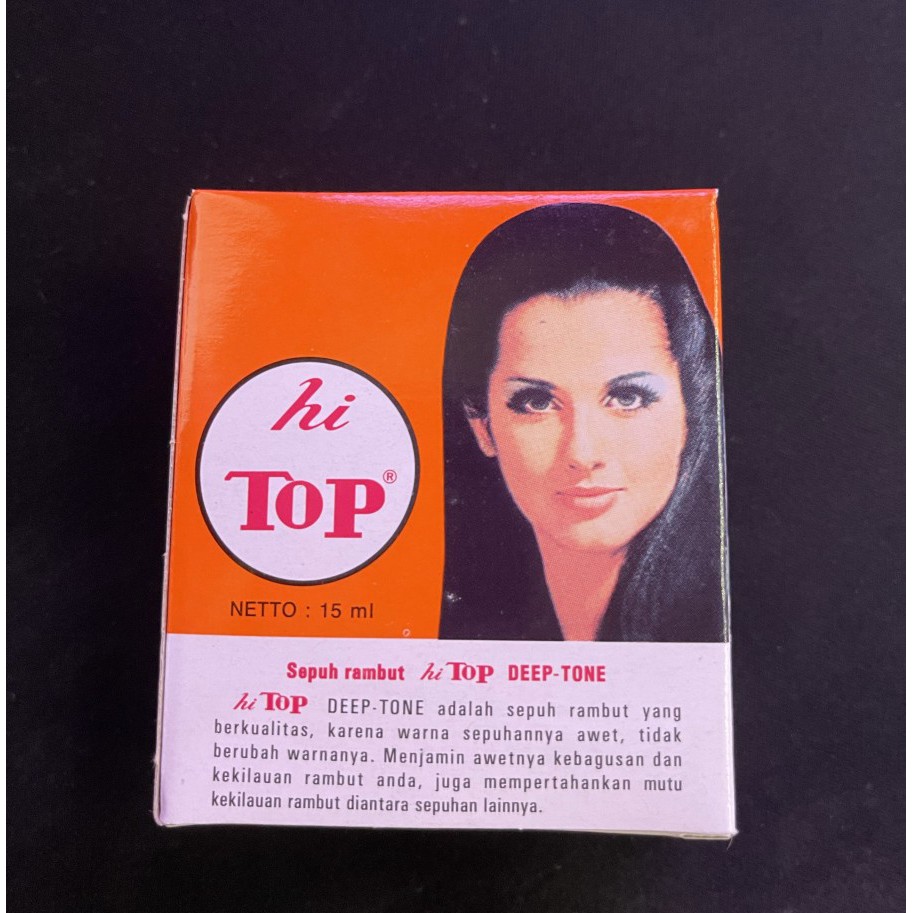 hi
TOP®
NETTO : 15 ml
Sepuh rambut hi TOP DEEP-TONE
hi TOP DEEP-TONE adalah sepuh rambut yang
berkualitas, karena warna sepuhannya awet, tidak
berubah warnanya. Menjamin awetnya kebagusan dan
kekilauan rambut anda, juga mempertahankan mutu
kekilauan rambut diantara sepuhan lainnya.